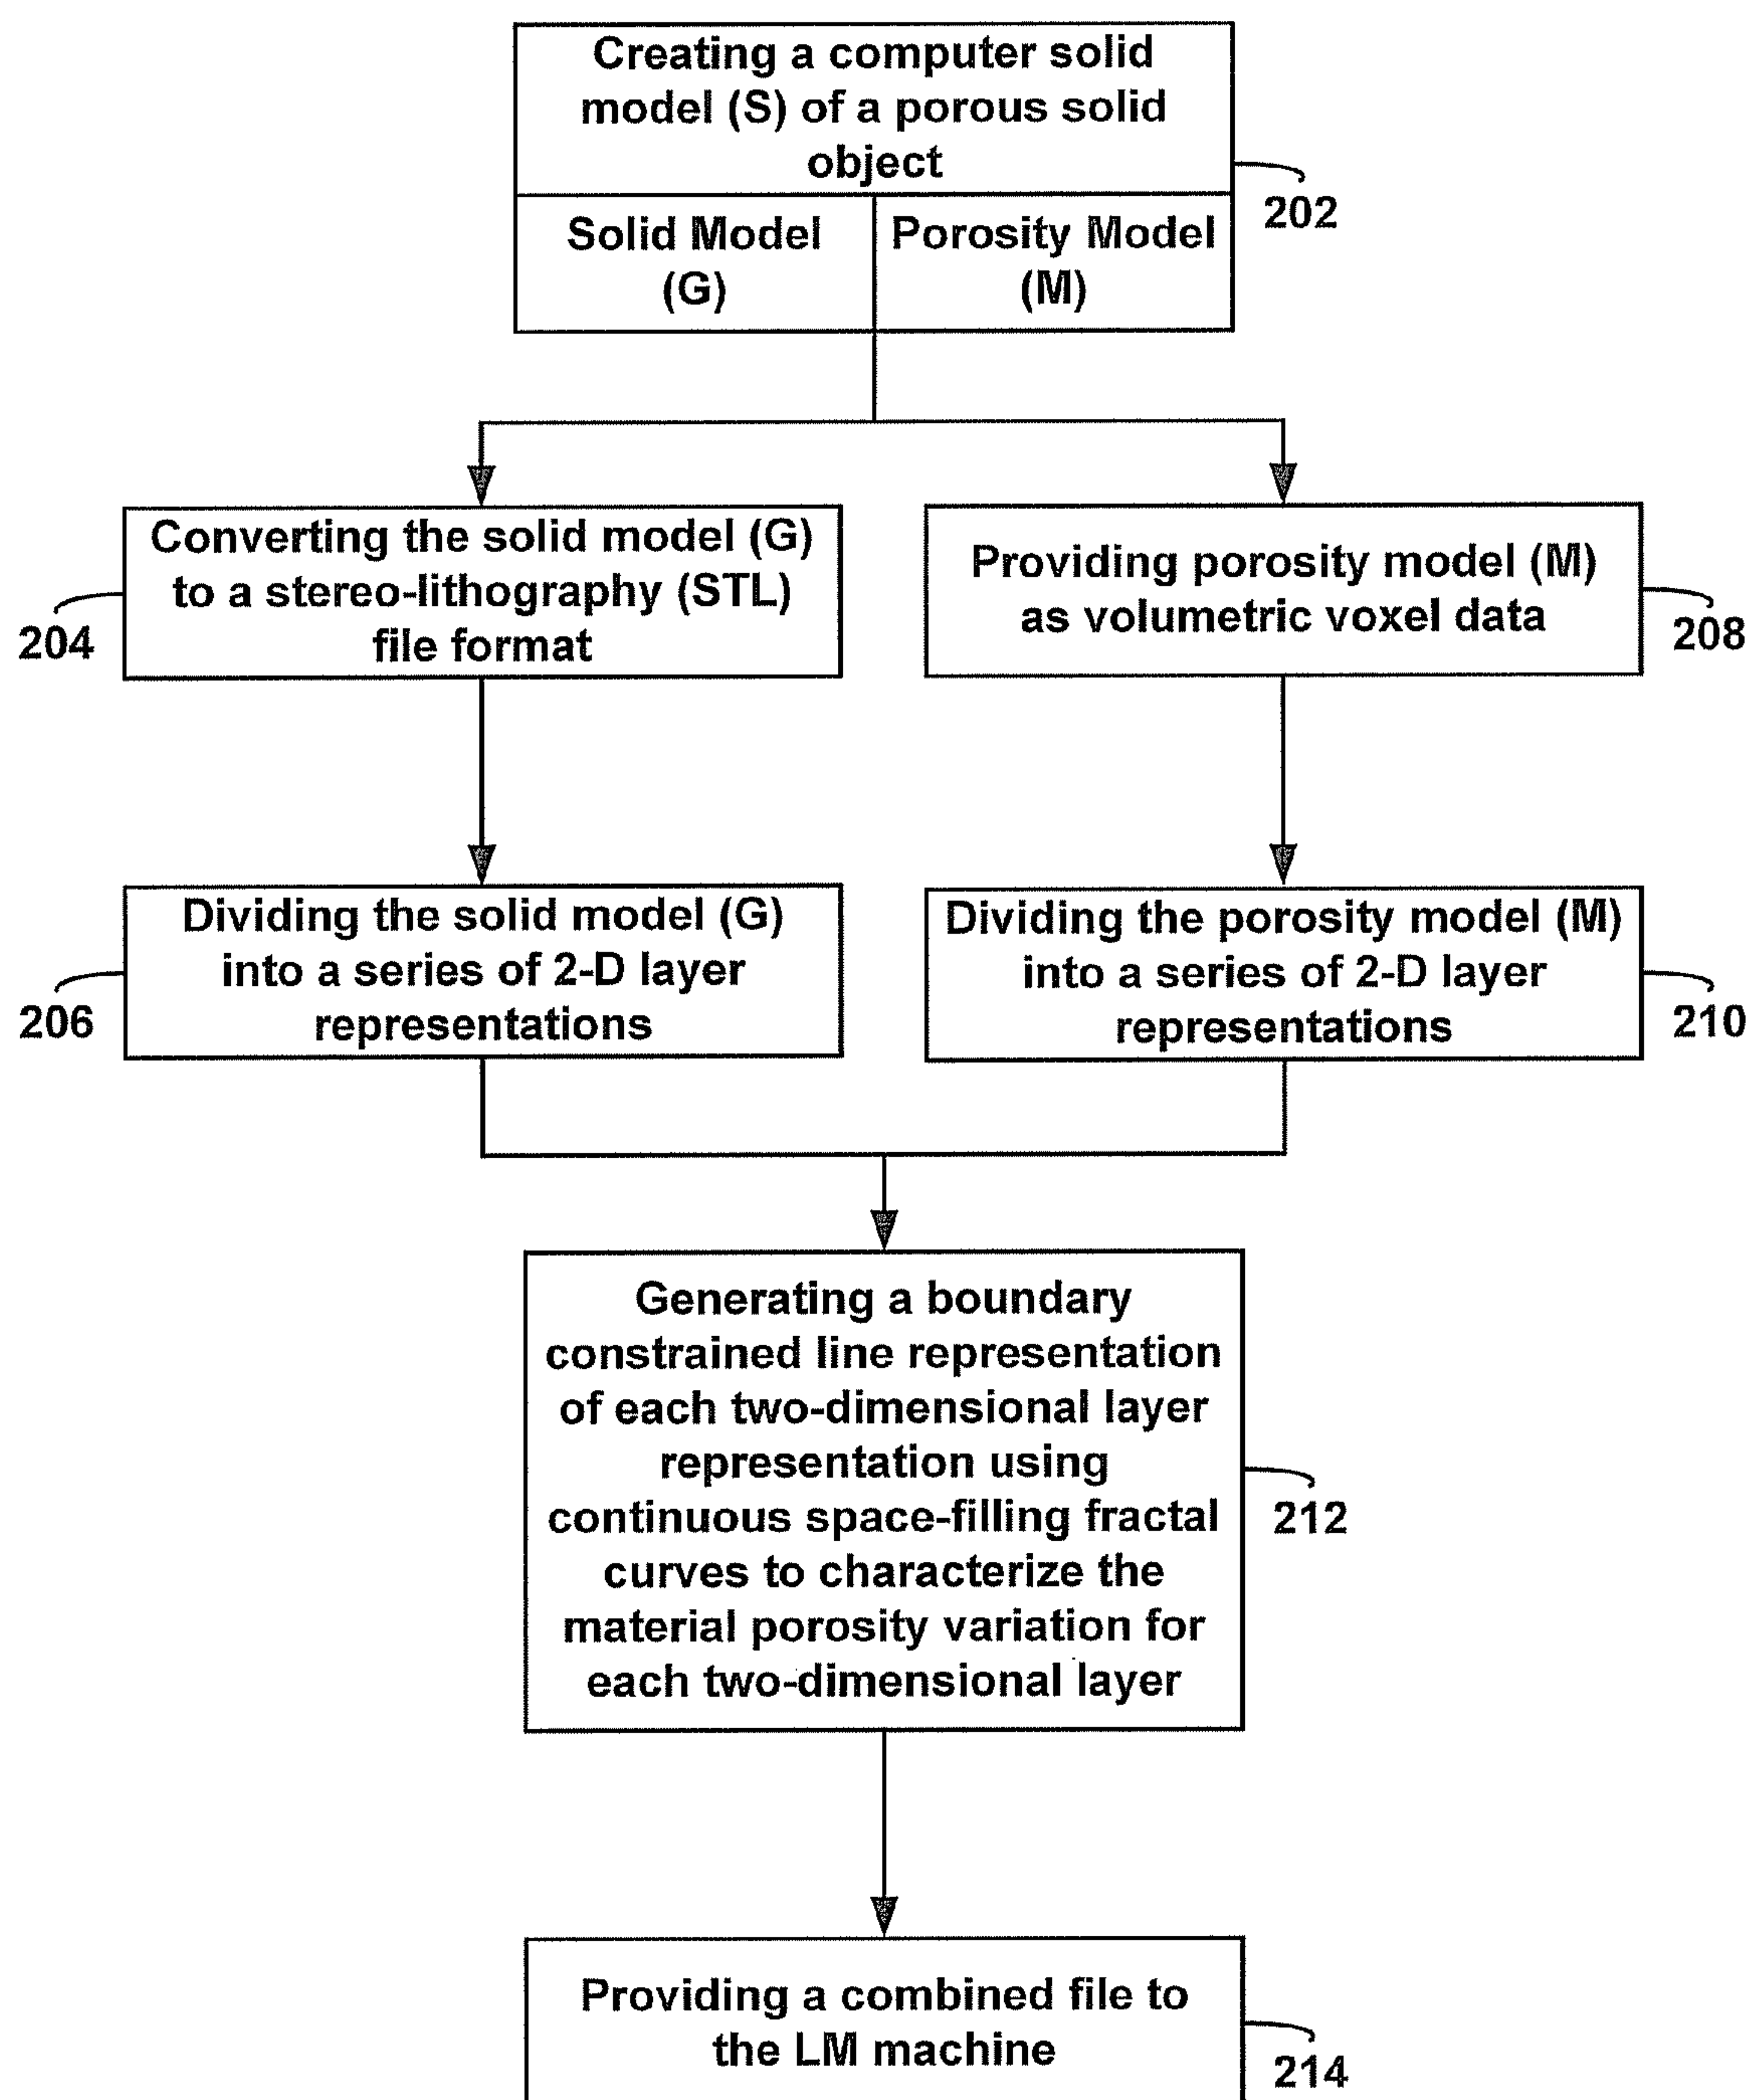 Creating a computer solid
model (S) of a porous solid
object
202
Solid Model
(G)
Porosity Model
(M)
Converting the solid model (G)
to a stereo-lithography (STL)
file format
204
Providing porosity model (M)
as volumetric voxel data
208
Dividing the solid model (G)
into a series of 2-D layer
representations
206
Dividing the porosity model (M)
into a series of 2-D layer
representations
210
Generating a boundary
constrained line representation
of each two-dimensional layer
representation using
continuous space-filling fractal
curves to characterize the
material porosity variation for
each two-dimensional layer
212
Providing a combined file to
the LM machine
214